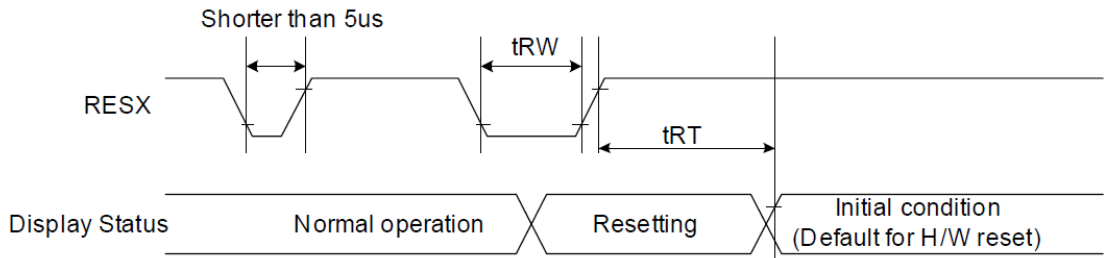 Shorter than 5us
tRW
RESX
tRT
Display Status
Normal operation
Resetting
Initial condition
(Default for H/W reset)